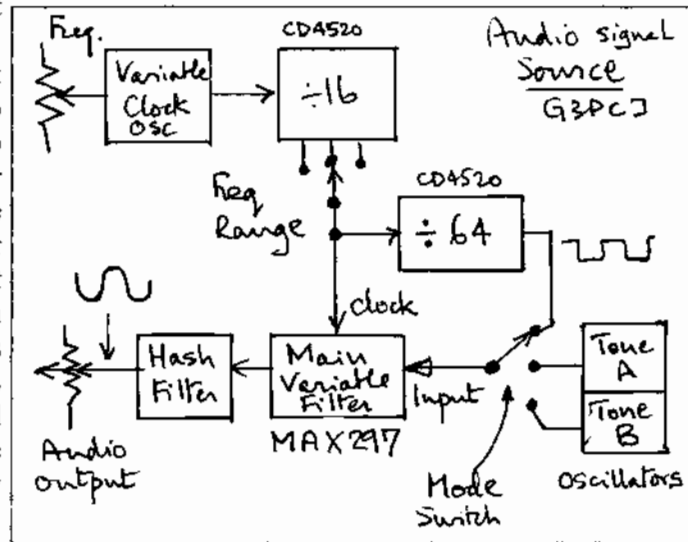 Freq.
CD4520
Audio signal
Source
G3PCJ
Variable
Clock
OSC
÷16
Freq
Range
CD4520
÷ 64
clock
Hash
Filter
Main
Variable
Filter
Input
Tone
A
Tone
B
MAX297
Audio
output
Mode
Switch
Oscillators